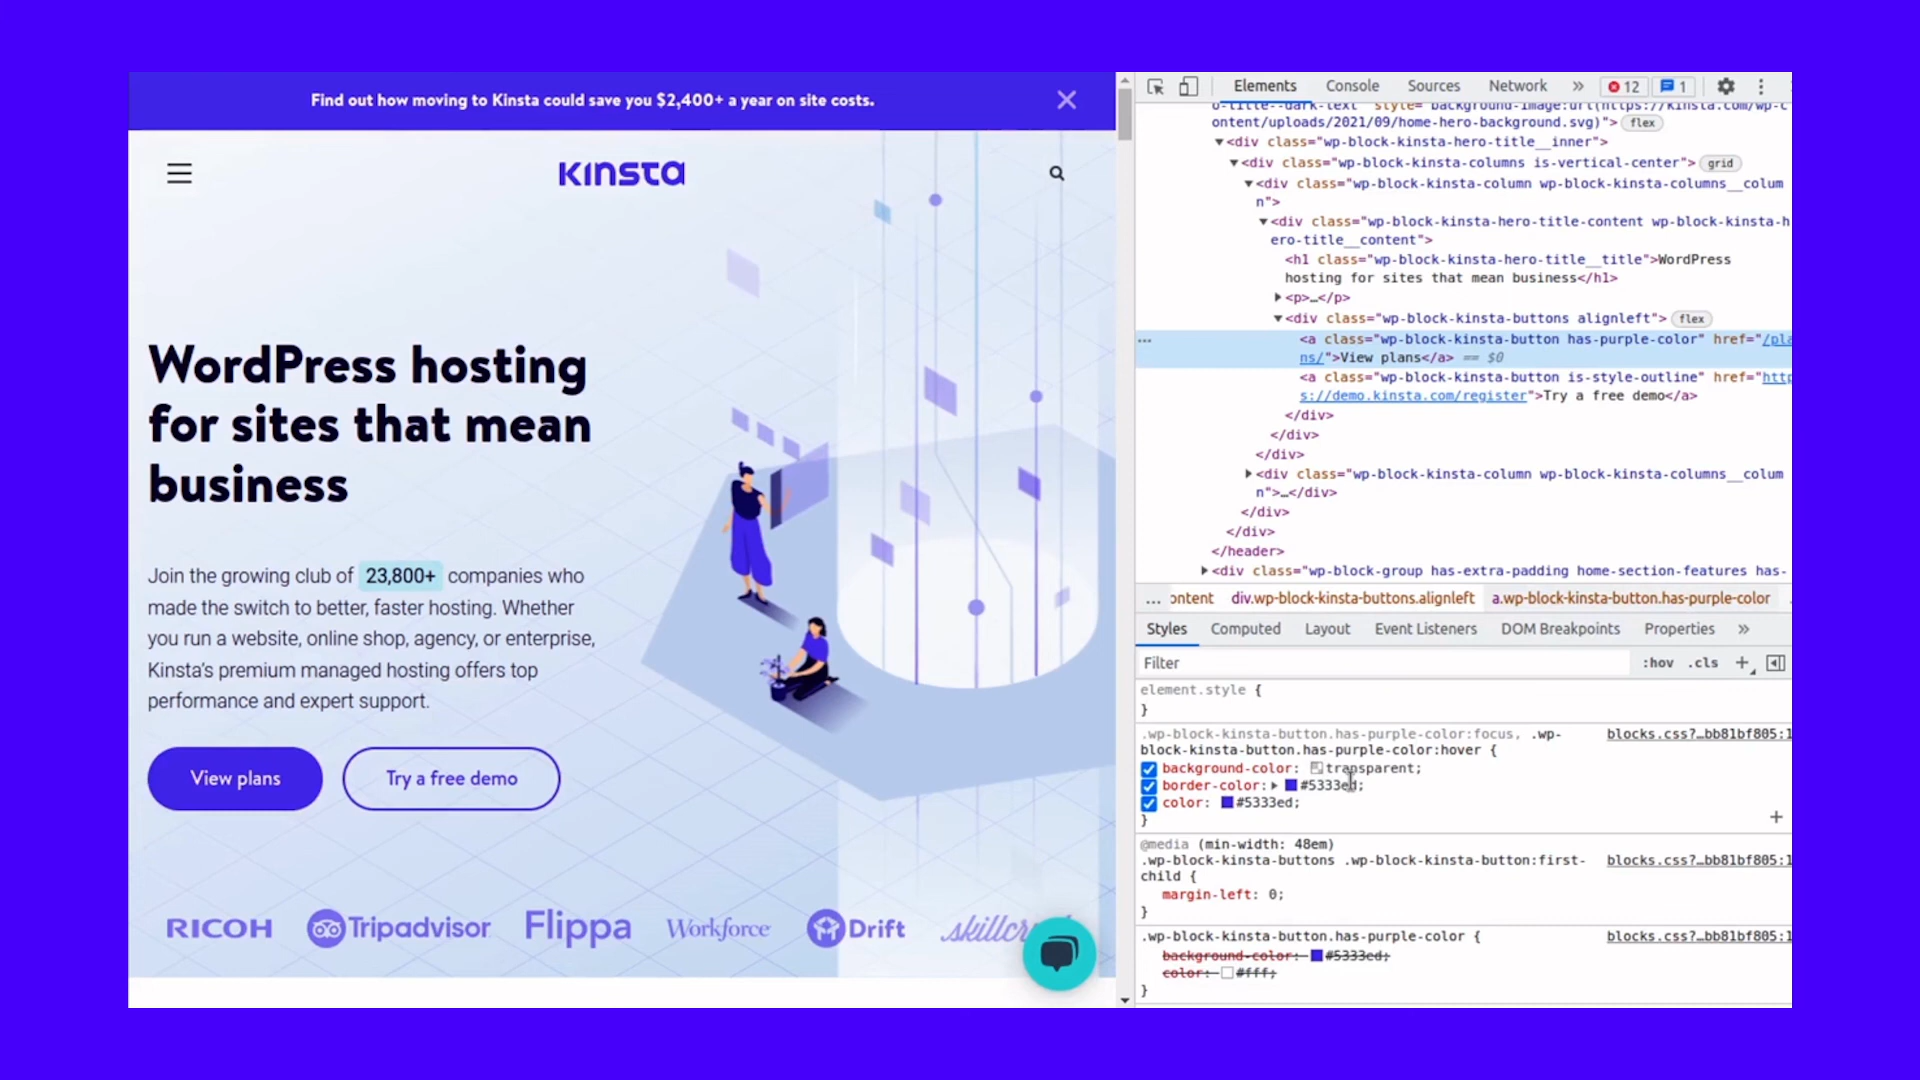 Find out how moving to Kinsta could save you $2,400+ a year on site costs.
KINSTA
WordPress hosting
for sites that mean
business
Join the growing club of 23,800+ companies who
made the switch to better, faster hosting. Whether
you run a website, online shop, agency, or enterprise,
Kinsta's premium managed hosting offers top
performance and expert support.
View plans
Try a free demo
RICOH
Tripadvisor
Flippa
Workforce
Drift
Elements Console Sources Network » 12 1
o-title--dark-text" style="background-image:url(https://kinsta.com/wp-c
ontent/uploads/2021/09/home-hero-background.svg)"> flex
<div class="wp-block-kinsta-hero-title__inner">
<div class="wp-block-kinsta-columns is-vertical-center"> grid
<div class="wp-block-kinsta-column wp-block-kinsta-columns__colum
n">
<div class="wp-block-kinsta-hero-title-content wp-block-kinsta-h
ero-title__content">
<h1 class="wp-block-kinsta-hero-title__title">WordPress
hosting for sites that mean business</h1>
<p>…</p>
<div class="wp-block-kinsta-buttons alignleft"> flex
<a class="wp-block-kinsta-button has-purple-color" href="/pla
ns/">View plans</a> == $0
<a class="wp-block-kinsta-button is-style-outline" href="http
s://demo.kinsta.com/register">Try a free demo</a>
</div>
</div>
</div>
<div class="wp-block-kinsta-column wp-block-kinsta-columns__colum
n">…</div>
</div>
</div>
</header>
<div class="wp-block-group has-extra-padding home-section-features has-
... ontent div.wp-block-kinsta-buttons.alignleft a.wp-block-kinsta-button.has-purple-color
Styles Computed Layout Event Listeners DOM Breakpoints Properties »
Filter :hov .cls +
element.style {
}
.wp-block-kinsta-button.has-purple-color:focus, .wp- blocks.css?…bb81bf805:1
block-kinsta-button.has-purple-color:hover {
background-color: transparent;
border-color: #5333ed;
color: #5333ed;
}
@media (min-width: 48em)
.wp-block-kinsta-buttons .wp-block-kinsta-button:first- blocks.css?…bb81bf805:1
child {
margin-left: 0;
}
.wp-block-kinsta-button.has-purple-color { blocks.css?…bb81bf805:1
background-color: #5333ed;
color: #fff;
}